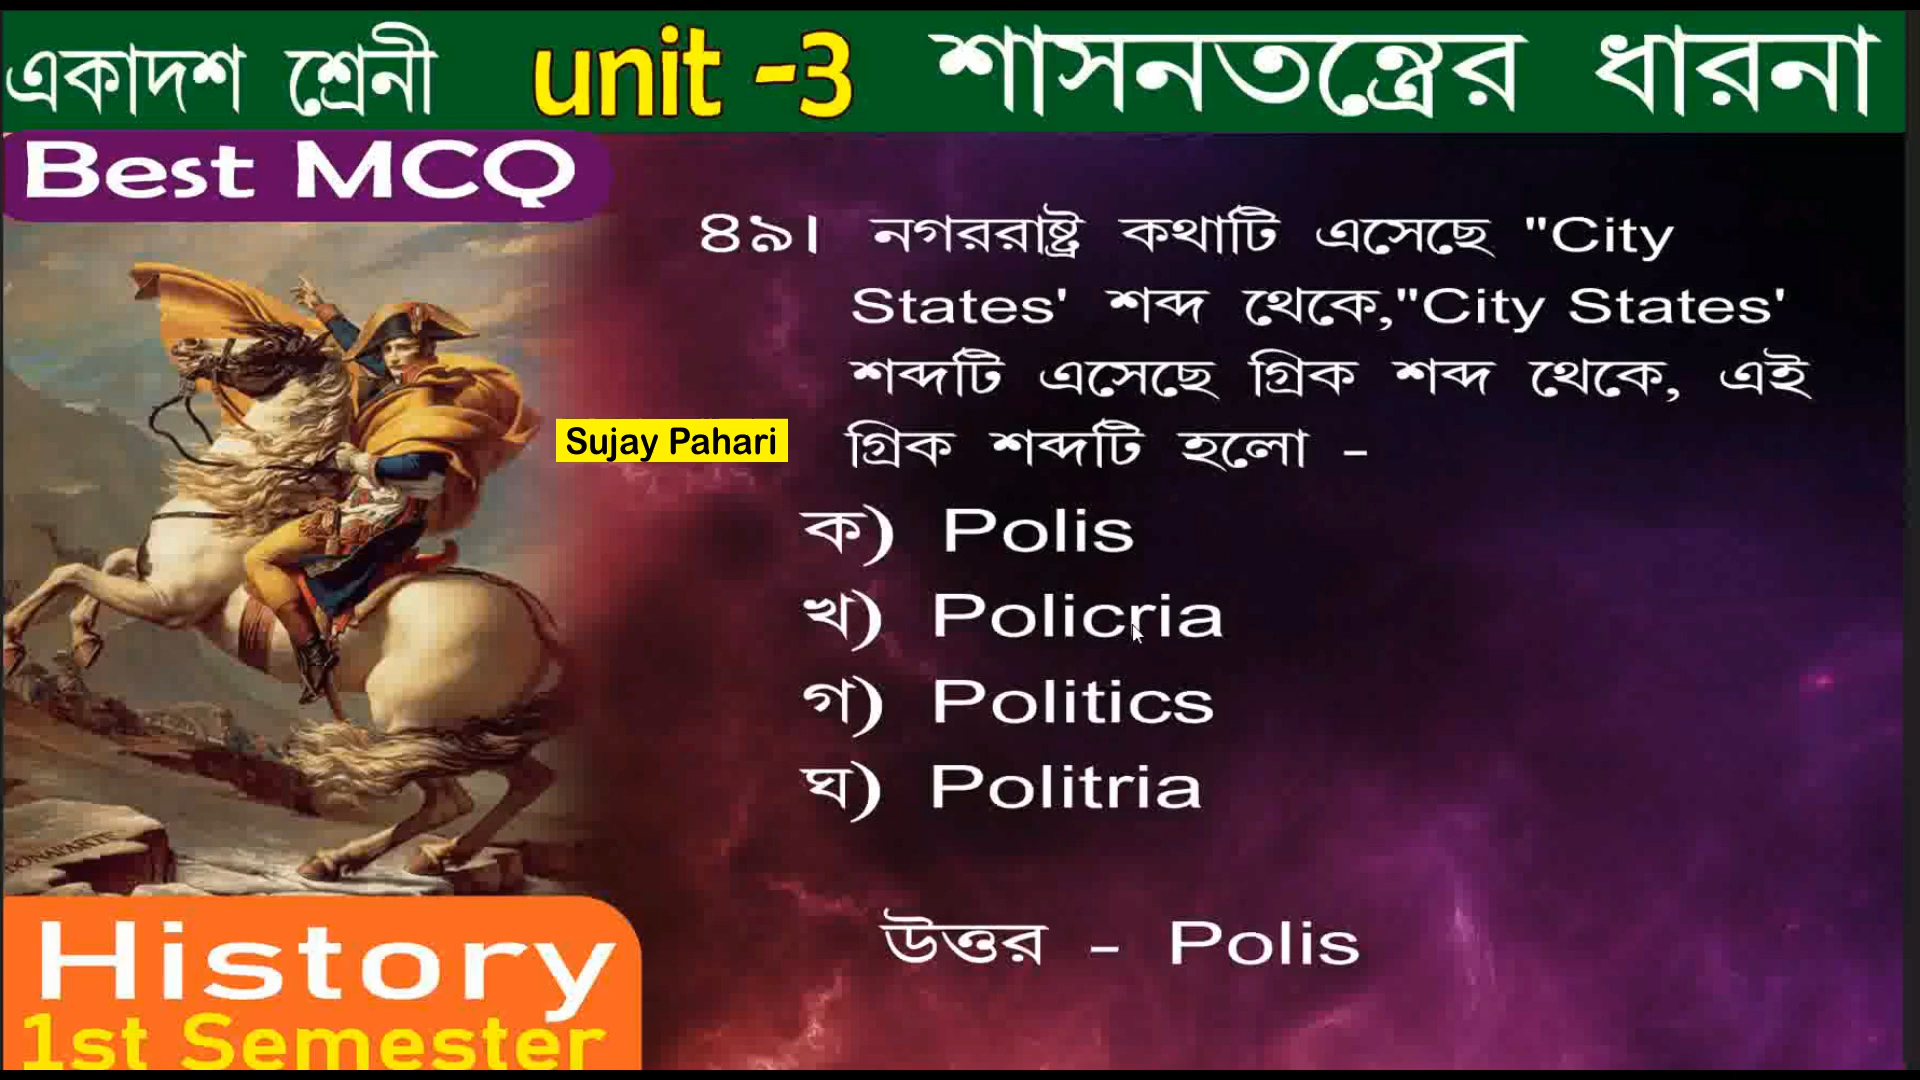 একাদশ শ্রেনী unit -3 শাসনতন্ত্রের ধারনা
Best MCQ
৪৯। নগররাষ্ট্র কথাটি এসেছে "City
States' শব্দ থেকে,"City States'
শব্দটি এসেছে গ্রিক শব্দ থেকে, এই
গ্রিক শব্দটি হলো -
Sujay Pahari
ক) Polis
খ) Policria
গ) Politics
ঘ) Politria
উত্তর - Polis
BONAPARTE
History
1st Semester